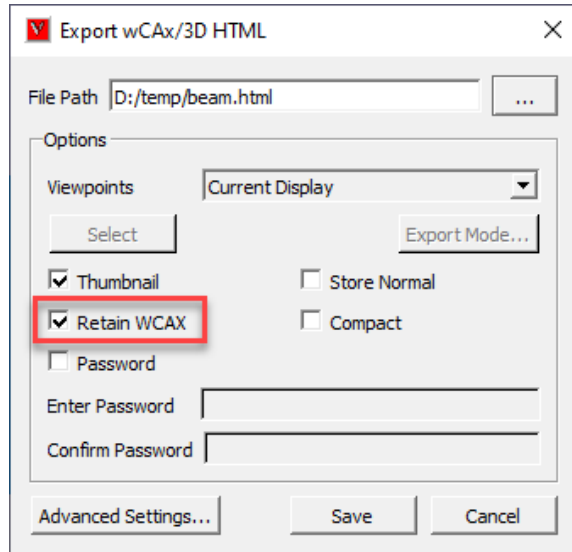 V Export wCAx/3D HTML
File Path D:/temp/beam.html ...
Options
Viewpoints Current Display
Select Export Mode...
Thumbnail Store Normal
Retain WCAX Compact
Password
Enter Password
Confirm Password
Advanced Settings... Save Cancel